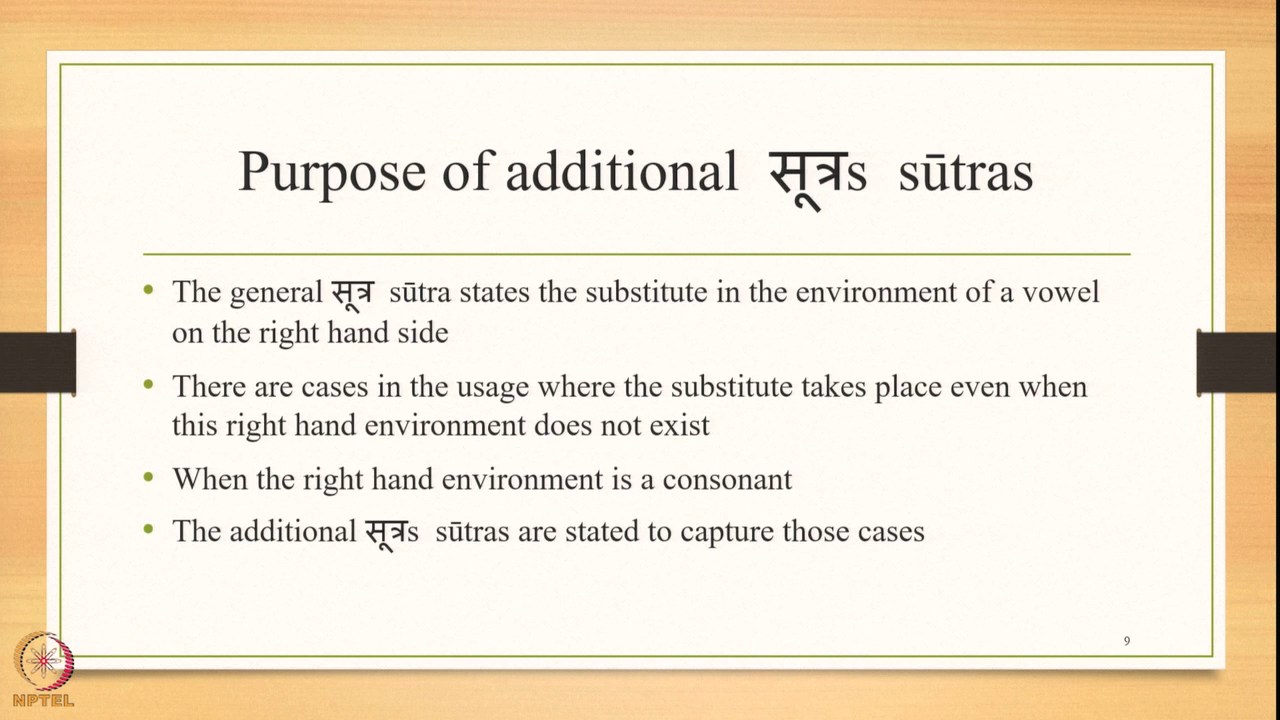 Purpose of additional सूत्रs sūtras
• The general सूत्र sūtra states the substitute in the environment of a vowel
on the right hand side
• There are cases in the usage where the substitute takes place even when
this right hand environment does not exist
• When the right hand environment is a consonant
• The additional सूत्रs sūtras are stated to capture those cases
9
NPTEL